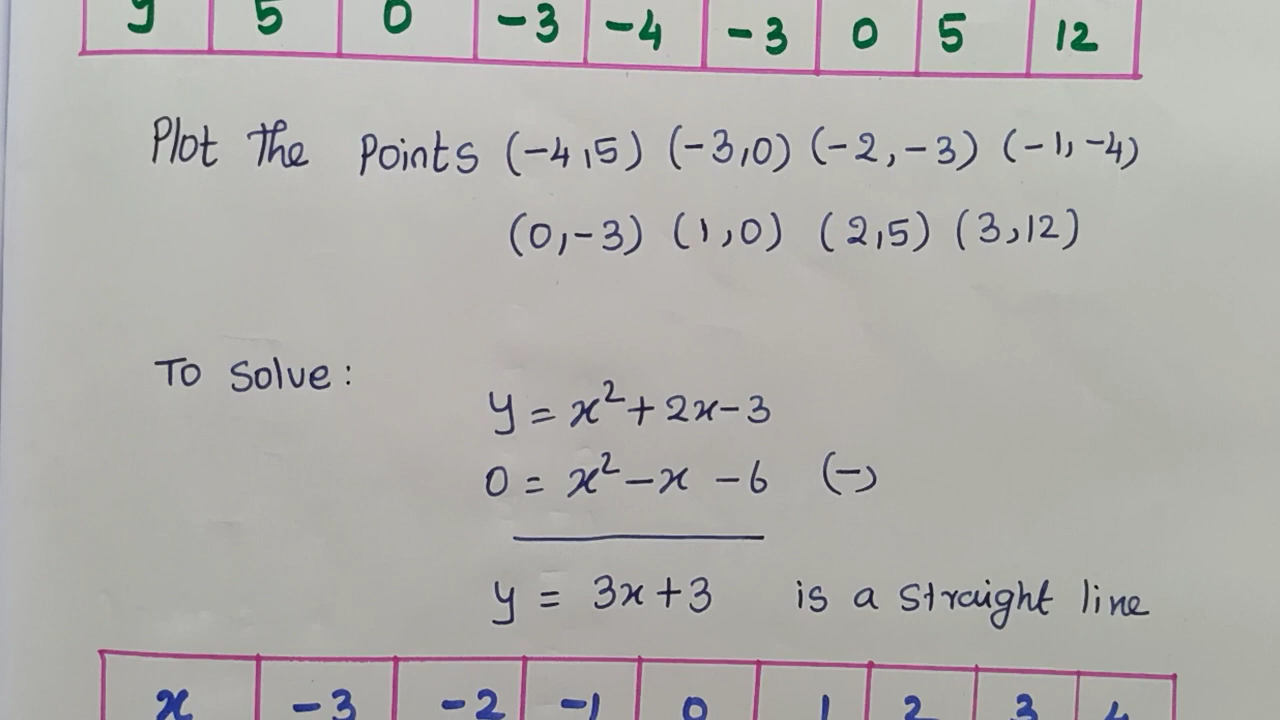 y 5 0 -3 -4 -3 0 5 12
Plot the points (-4,5) (-3,0) (-2,-3) (-1,-4)
(0,-3) (1,0) (2,5) (3,12)
To solve:
y = x² + 2x - 3
0 = x² - x - 6 (-)
y = 3x + 3 is a straight line
x -3 -2 -1 0 1 2 3 4